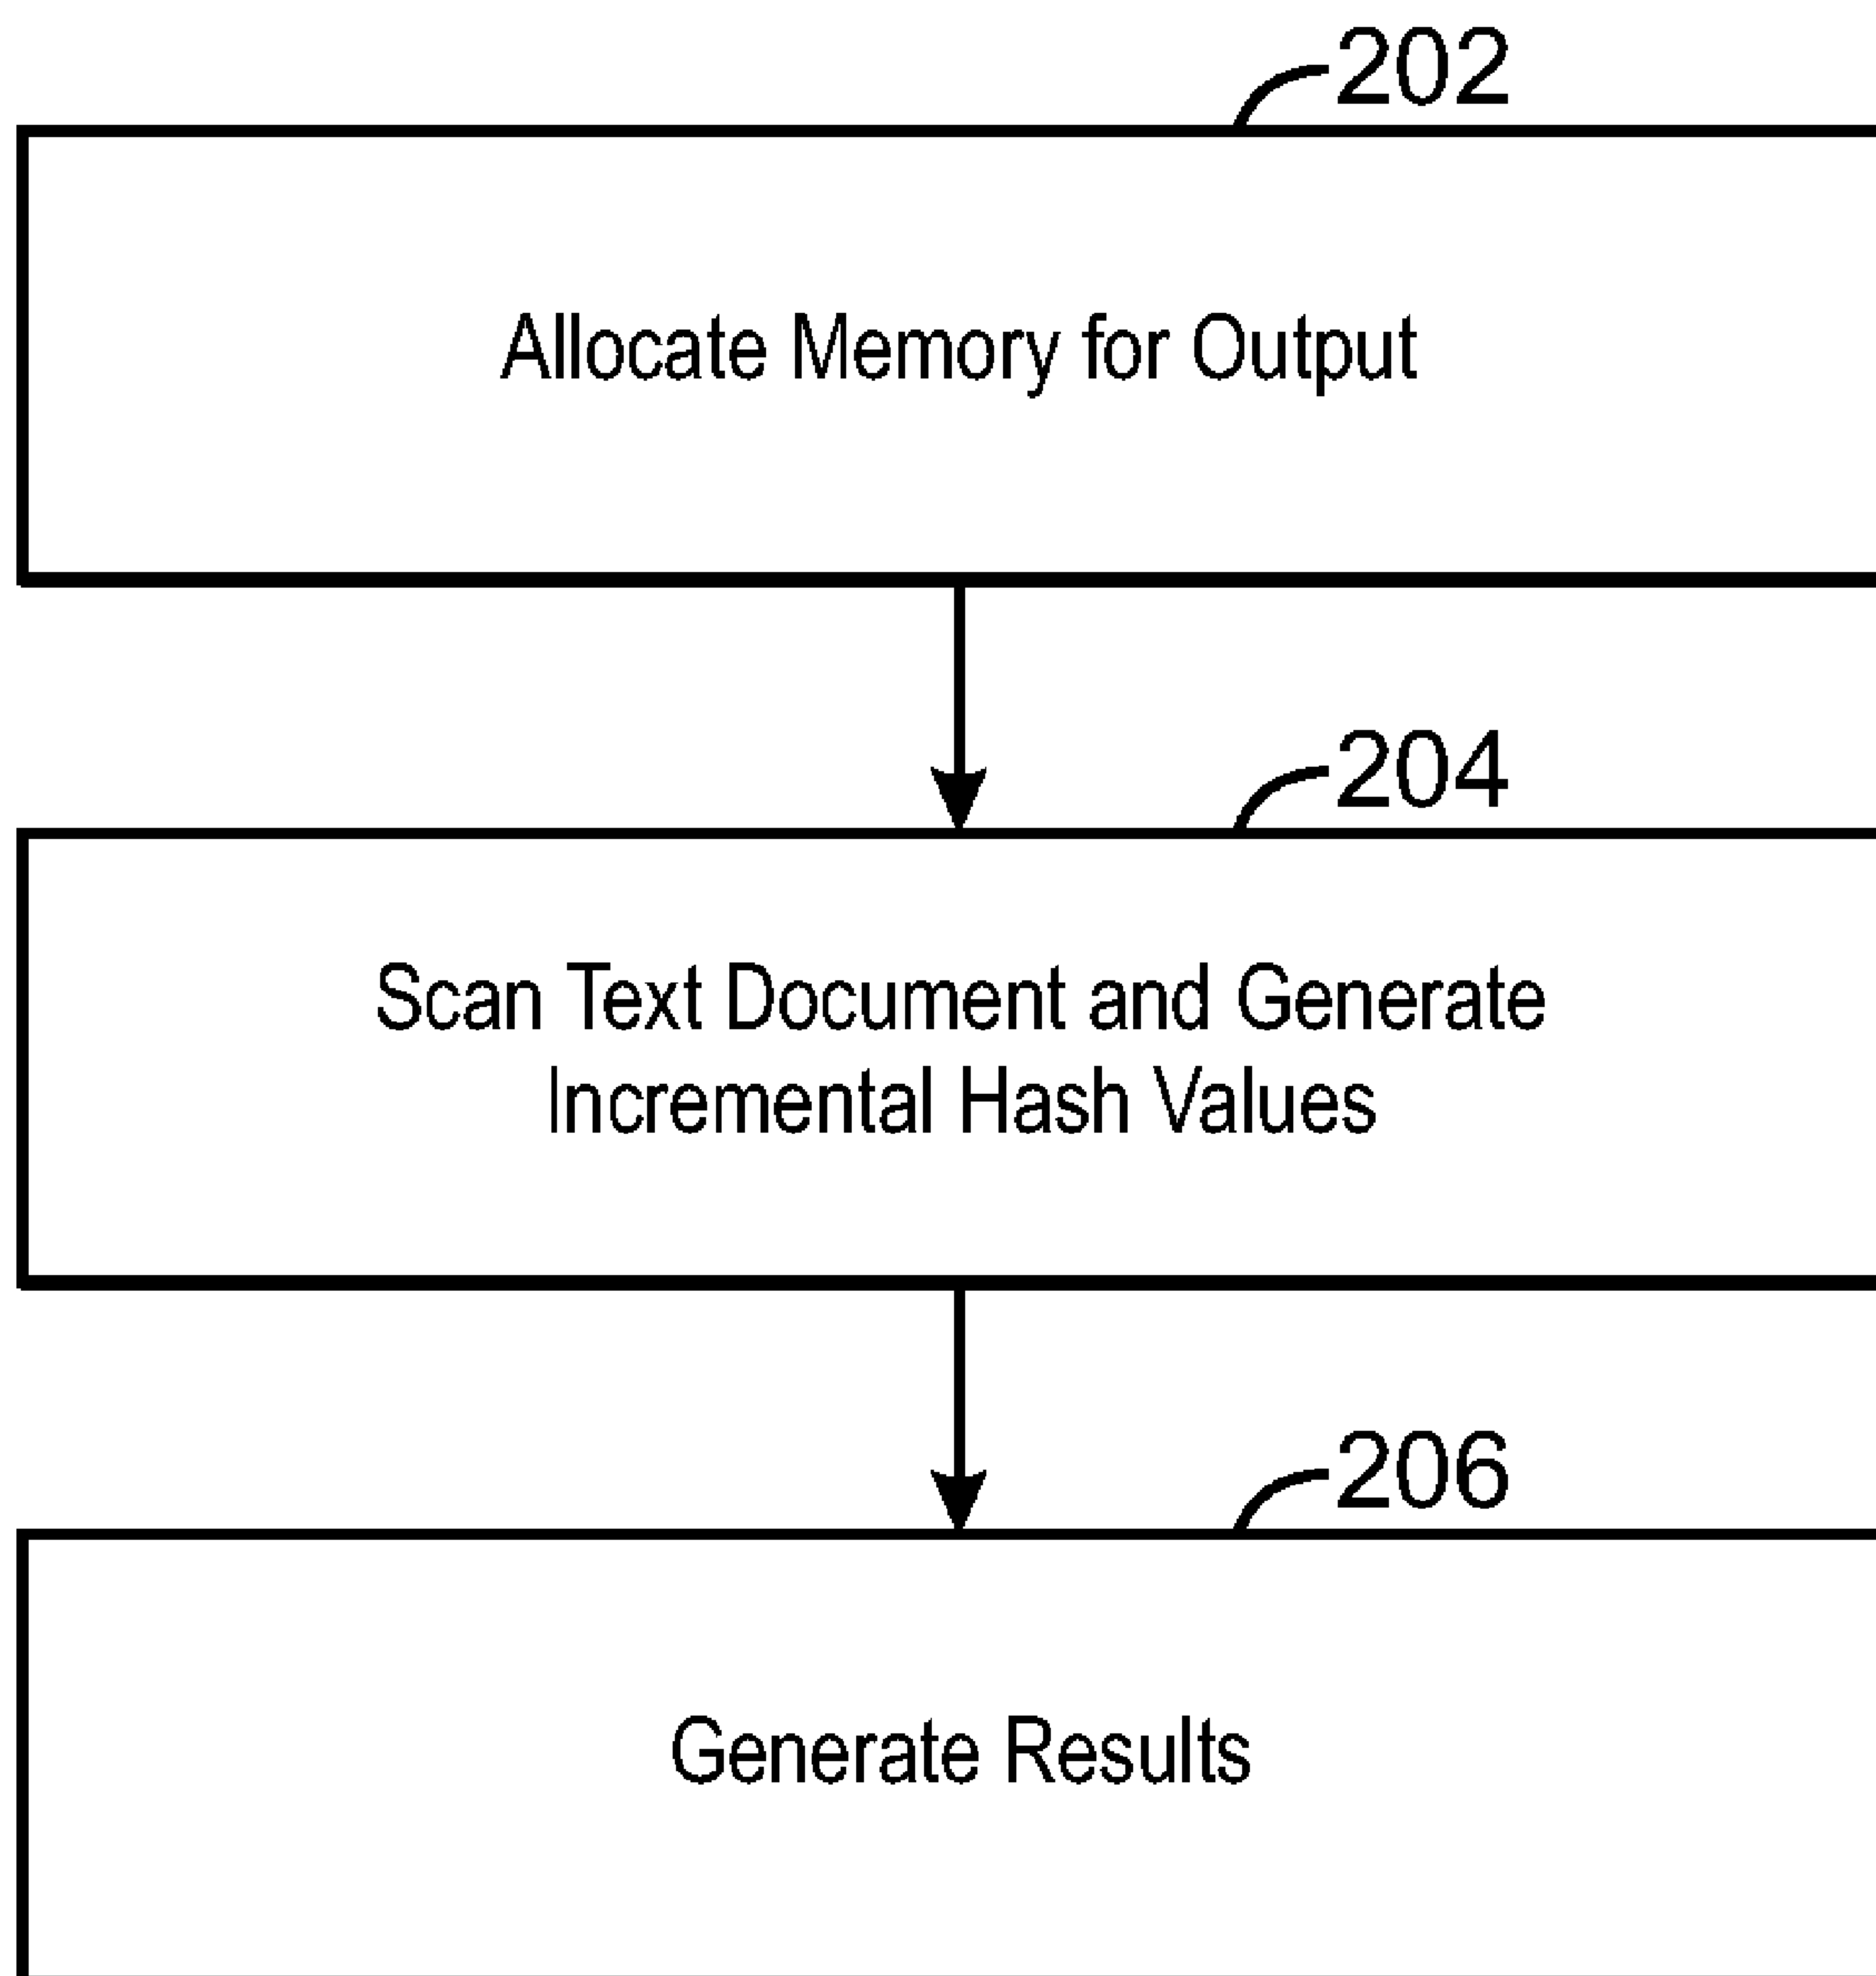 202
Allocate Memory for Output
204
Scan Text Document and Generate
Incremental Hash Values
206
Generate Results